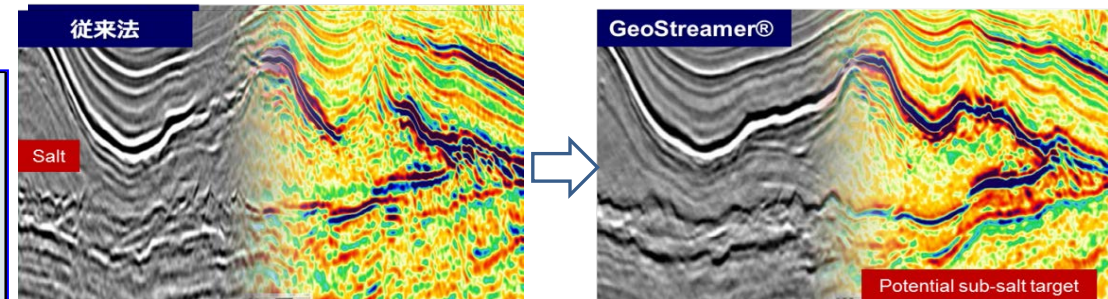 従来法
GeoStreamer®
Salt
Potential sub-salt target